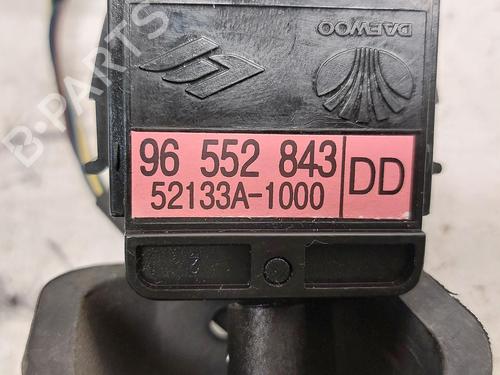 B-PARTS
DAEWOO
96 552 843
DD
52133A-1000